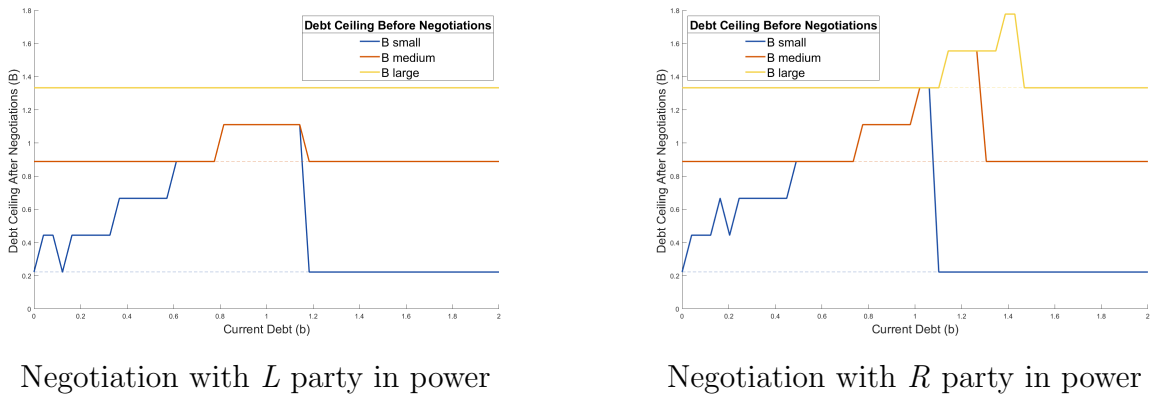 Debt Ceiling After Negotiations (B)
1.8
1.6
1.4
1.2
1
0.8
0.6
0.4
0.2
0
Debt Ceiling Before Negotiations
B small
B medium
B large
0 0.2 0.4 0.6 0.8 1 1.2 1.4 1.6 1.8 2
Current Debt (b)
Negotiation with L party in power
Debt Ceiling After Negotiations (B)
1.8
1.6
1.4
1.2
1
0.8
0.6
0.4
0.2
0
Debt Ceiling Before Negotiations
B small
B medium
B large
0 0.2 0.4 0.6 0.8 1 1.2 1.4 1.6 1.8 2
Current Debt (b)
Negotiation with R party in power